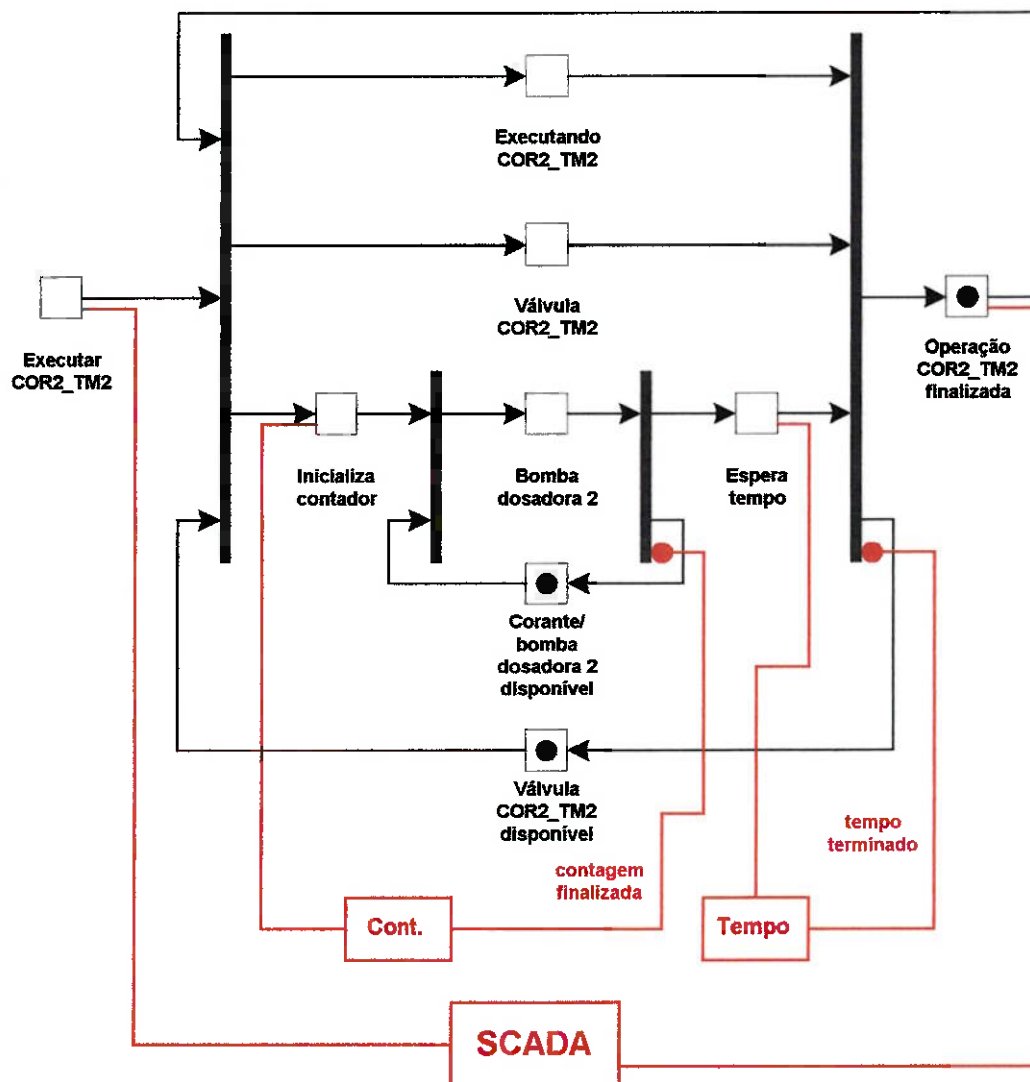 Executando
COR2_TM2
Válvula
COR2_TM2
Executar
COR2_TM2
Operação
COR2_TM2
finalizada
Inicializa
contador
Bomba
dosadora 2
Espera
tempo
Corante/
bomba
dosadora 2
disponível
Válvula
COR2_TM2
disponível
contagem
finalizada
tempo
terminado
Cont.
Tempo
SCADA